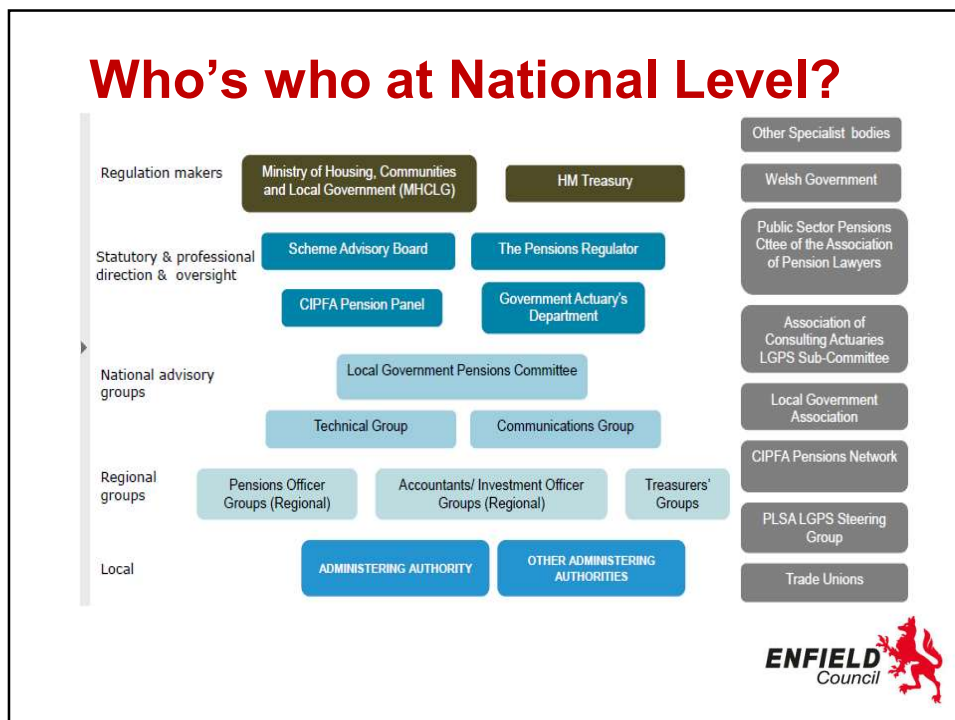 Who's who at National Level?
Regulation makers
Ministry of Housing, Communities
and Local Government (MHCLG)
HM Treasury
Statutory & professional
direction & oversight
Scheme Advisory Board
The Pensions Regulator
CIPFA Pension Panel
Government Actuary's
Department
National advisory
groups
Local Government Pensions Committee
Technical Group
Communications Group
Regional
groups
Pensions Officer
Groups (Regional)
Accountants/ Investment Officer
Groups (Regional)
Treasurers'
Groups
Local
ADMINISTERING AUTHORITY
OTHER ADMINISTERING
AUTHORITIES
Other Specialist bodies
Welsh Government
Public Sector Pensions
Cttee of the Association
of Pension Lawyers
Association of
Consulting Actuaries
LGPS Sub-Committee
Local Government
Association
CIPFA Pensions Network
PLSA LGPS Steering
Group
Trade Unions
ENFIELD
Council